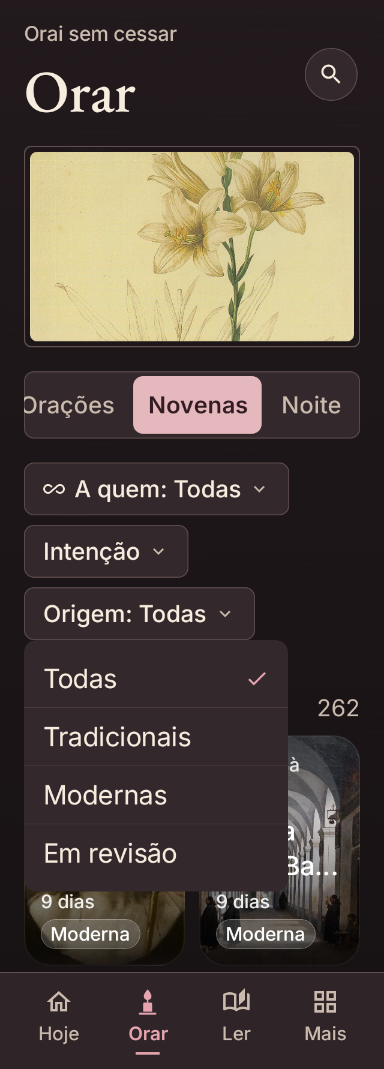 Orai sem cessar
Orar
Orações
Novenas
Noite
A quem: Todas
Intenção
Origem: Todas
Todas
Tradicionais
Modernas
Em revisão
262
à
a
Ba...
9 dias
Moderna
9 dias
Moderna
Hoje
Orar
Ler
Mais